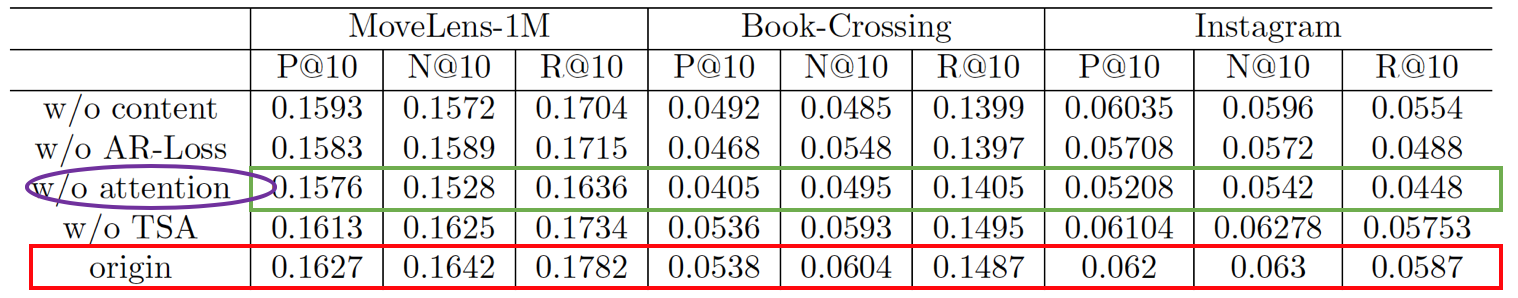 MoveLens-1M Book-Crossing Instagram
P@10 N@10 R@10 P@10 N@10 R@10 P@10 N@10 R@10
w/o content 0.1593 0.1572 0.1704 0.0492 0.0485 0.1399 0.06035 0.0596 0.0554
w/o AR-Loss 0.1583 0.1589 0.1715 0.0468 0.0548 0.1397 0.05708 0.0572 0.0488
w/o attention 0.1576 0.1528 0.1636 0.0405 0.0495 0.1405 0.05208 0.0542 0.0448
w/o TSA 0.1613 0.1625 0.1734 0.0536 0.0593 0.1495 0.06104 0.06278 0.05753
origin 0.1627 0.1642 0.1782 0.0538 0.0604 0.1487 0.062 0.063 0.0587